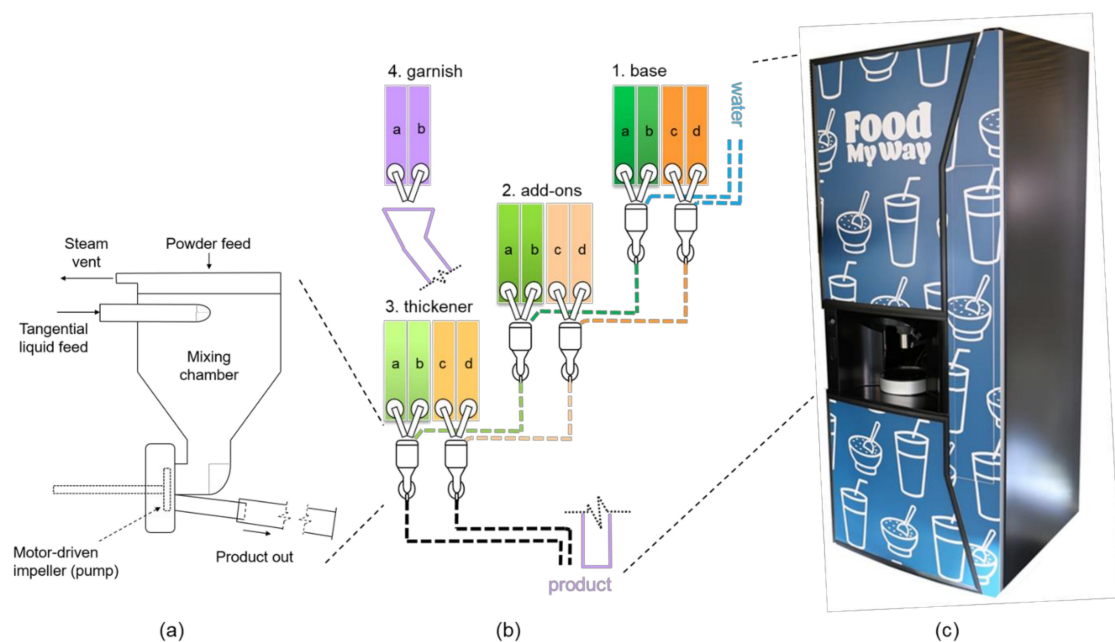 4. garnish
a b
1. base
a b c d
water
2. add-ons
a b c d
3. thickener
a b c d
product
Steam
vent
Powder feed
Tangential
liquid feed
Mixing
chamber
Motor-driven
impeller (pump)
Product out
Food
My Way
(a)
(b)
(c)